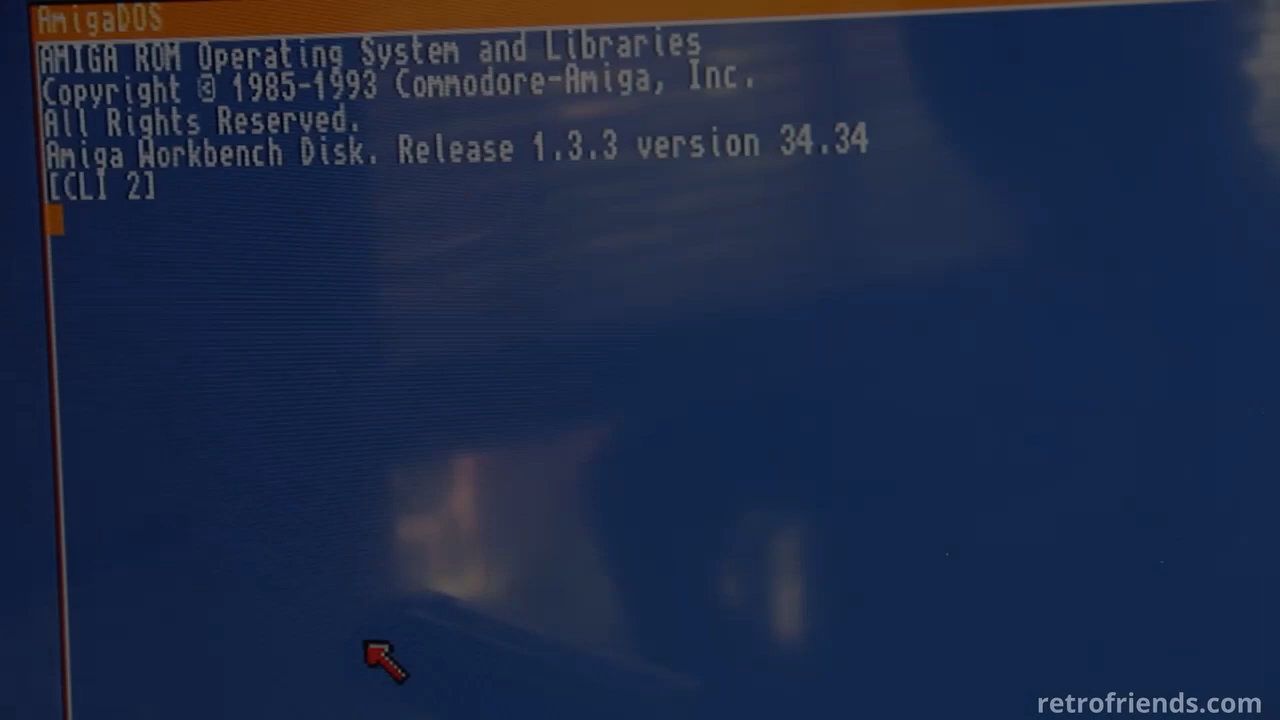 AmigaDOS
AMIGA ROM Operating System and Libraries
Copyright © 1985-1993 Commodore-Amiga, Inc.
All Rights Reserved.
Amiga Workbench Disk. Release 1.3.3 version 34.34
[CLI 2]
retrofriends.com